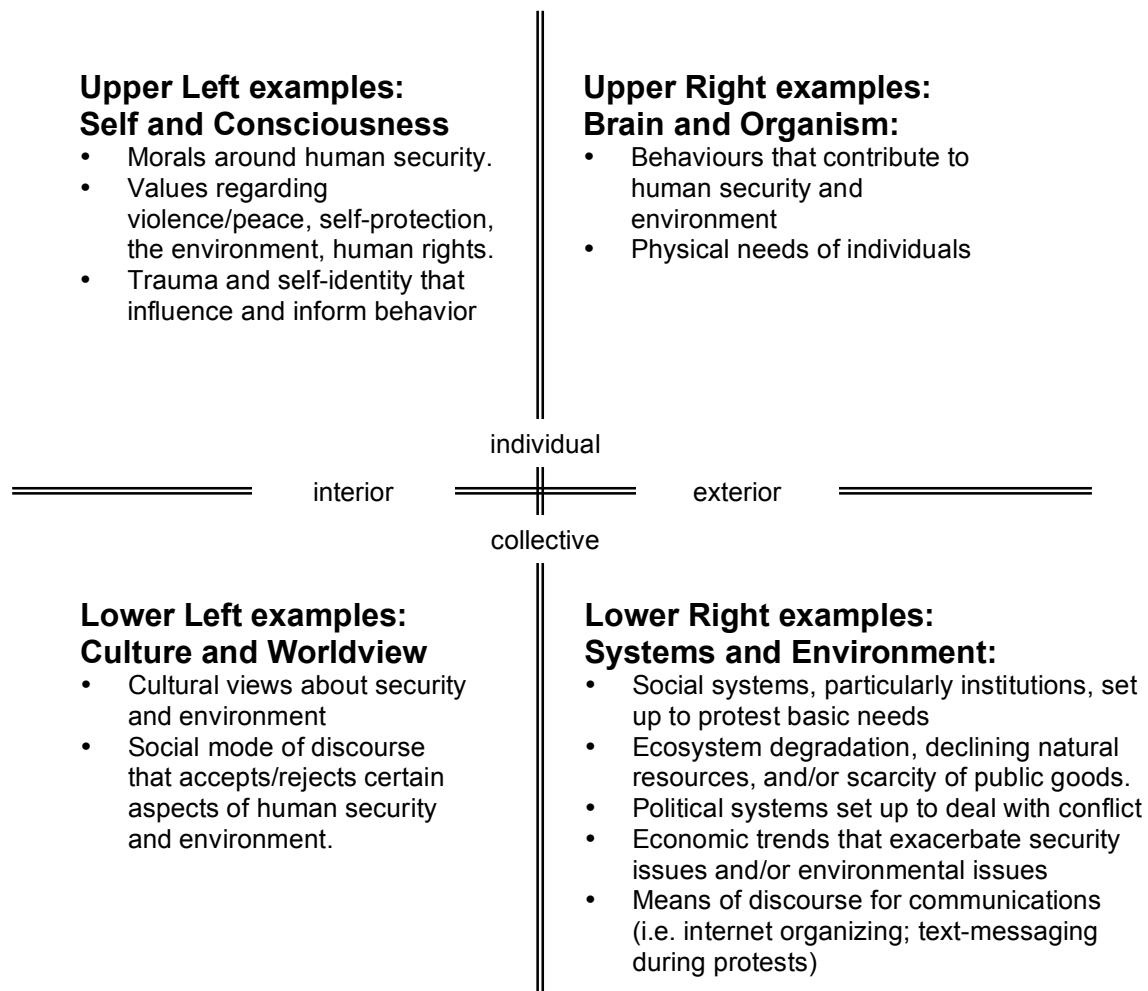 Upper Left examples:
Self and Consciousness
• Morals around human security.
• Values regarding
violence/peace, self-protection,
the environment, human rights.
• Trauma and self-identity that
influence and inform behavior
Upper Right examples:
Brain and Organism:
• Behaviours that contribute to
human security and
environment
• Physical needs of individuals
individual
interior
exterior
collective
Lower Left examples:
Culture and Worldview
• Cultural views about security
and environment
• Social mode of discourse
that accepts/rejects certain
aspects of human security
and environment.
Lower Right examples:
Systems and Environment:
• Social systems, particularly institutions, set
up to protest basic needs
• Ecosystem degradation, declining natural
resources, and/or scarcity of public goods.
• Political systems set up to deal with conflict
• Economic trends that exacerbate security
issues and/or environmental issues
• Means of discourse for communications
(i.e. internet organizing; text-messaging
during protests)